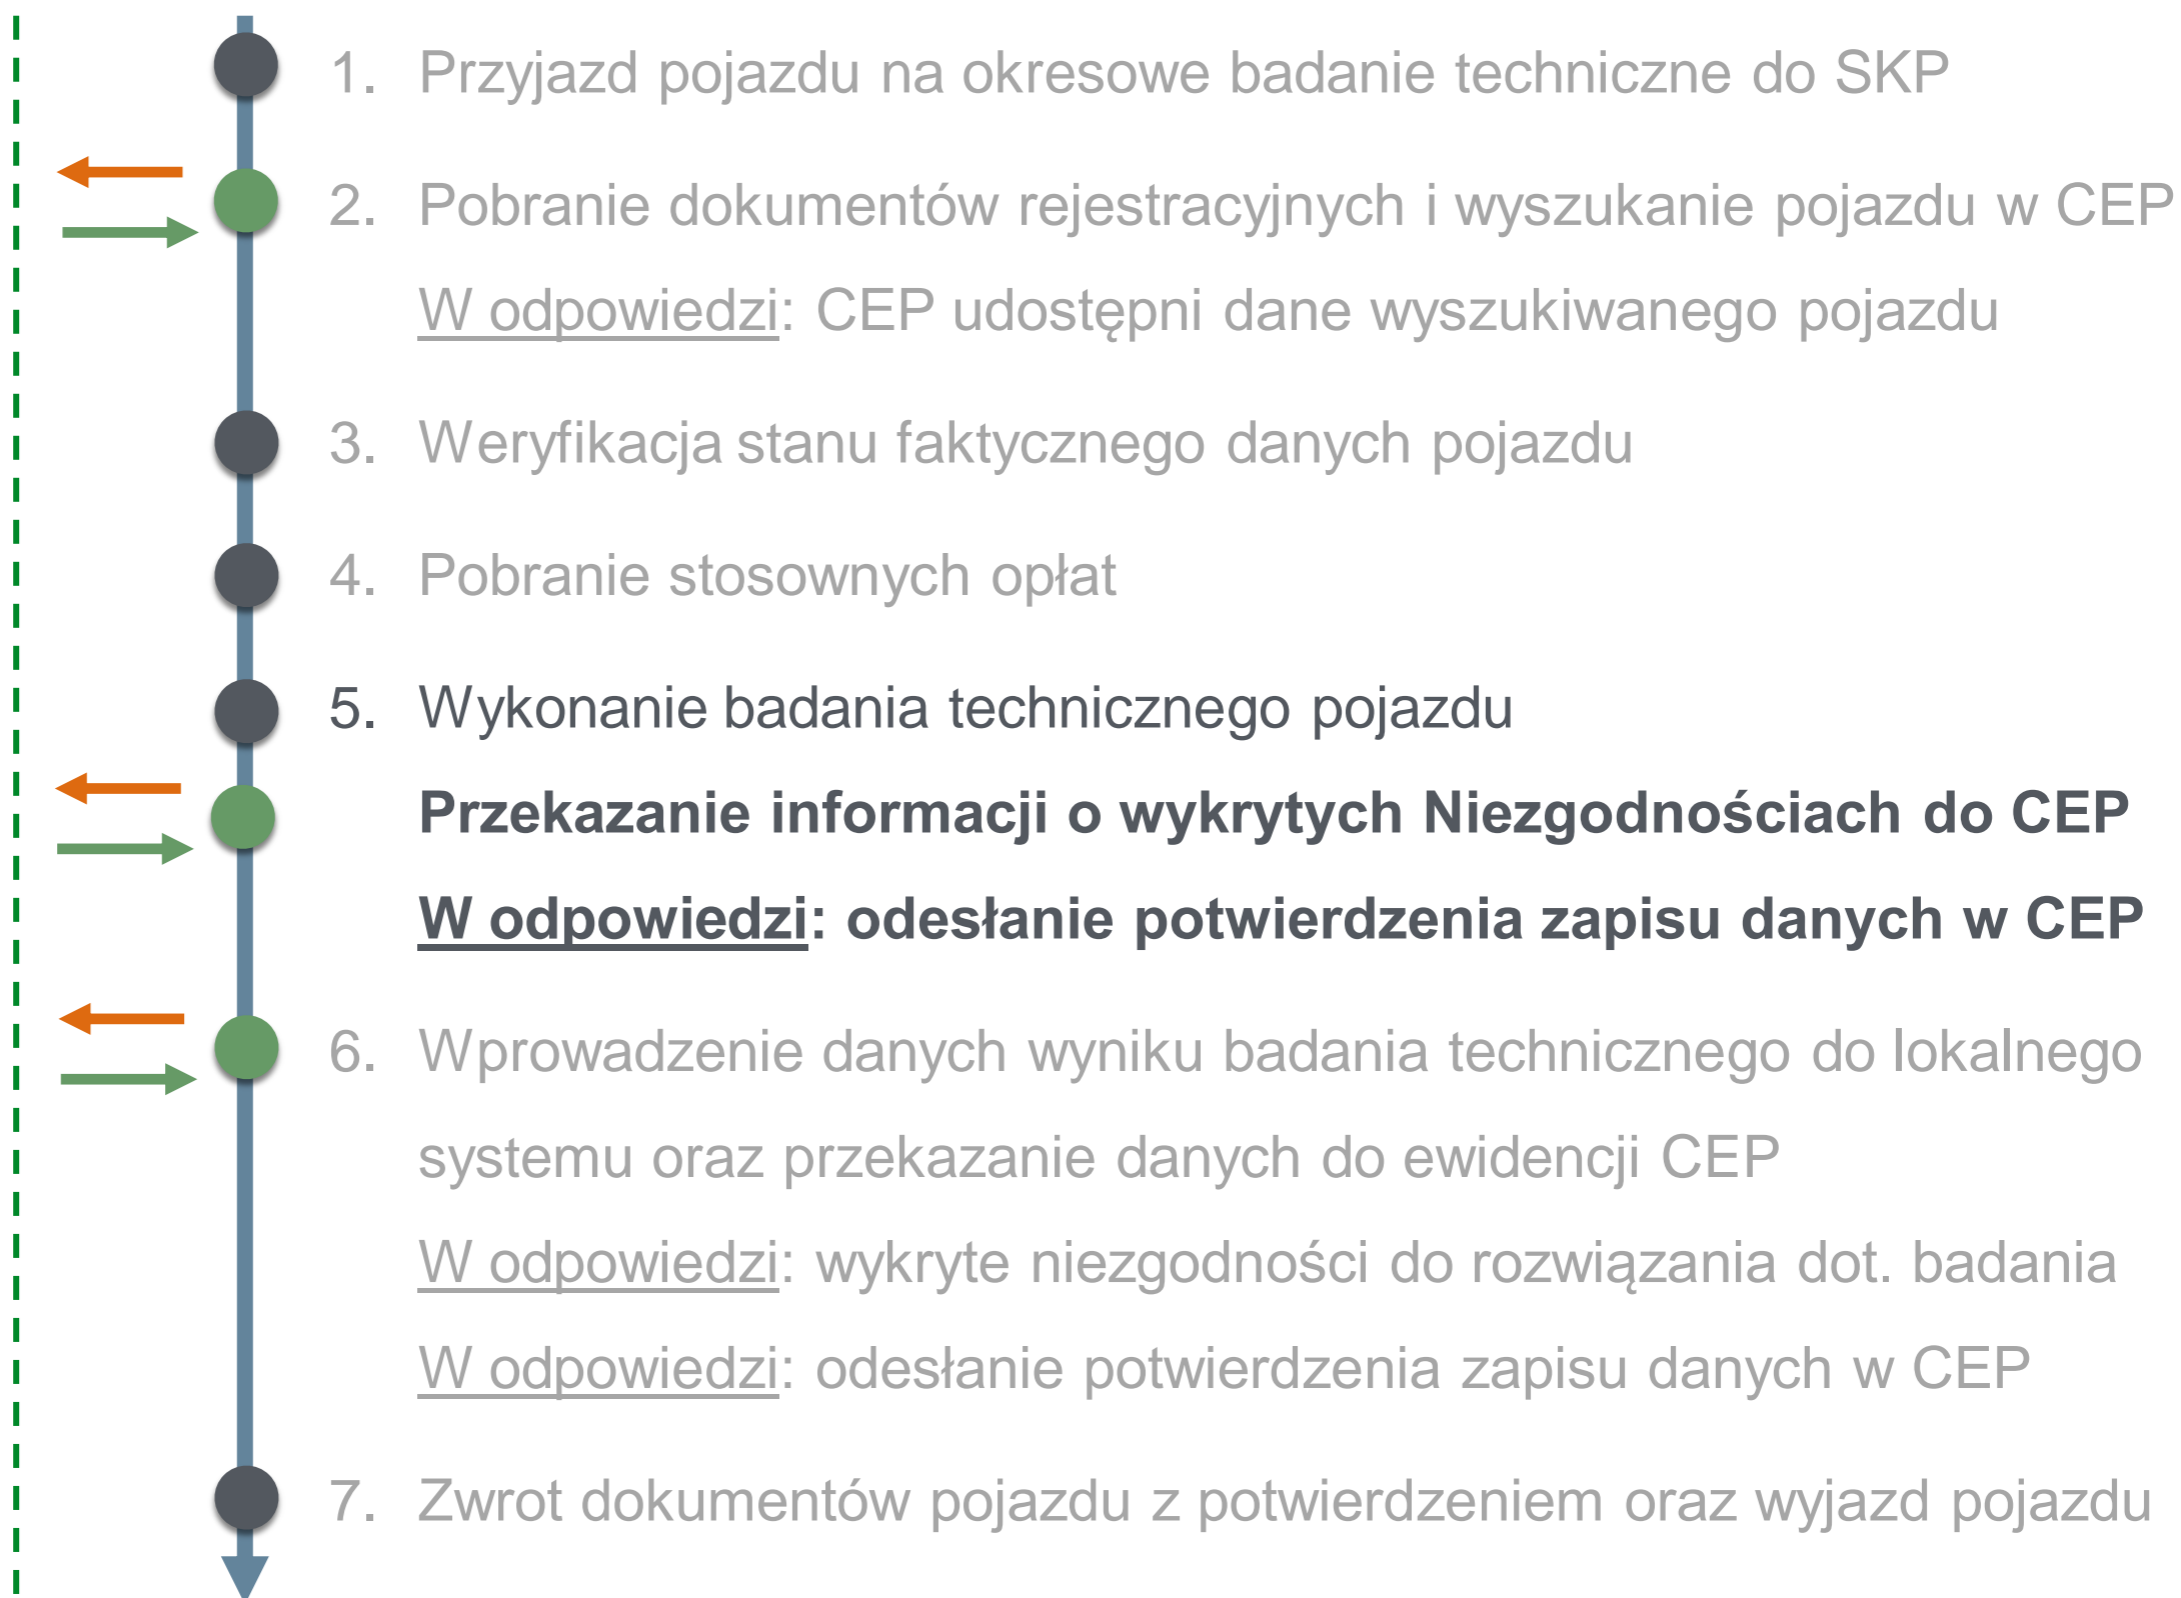 1. Przyjazd pojazdu na okresowe badanie techniczne do SKP
2. Pobranie dokumentów rejestracyjnych i wyszukanie pojazdu w CEP
W odpowiedzi: CEP udostępni dane wyszukiwanego pojazdu
3. Weryfikacja stanu faktycznego danych pojazdu
4. Pobranie stosownych opłat
5. Wykonanie badania technicznego pojazdu
Przekazanie informacji o wykrytych Niezgodnościach do CEP
W odpowiedzi: odesłanie potwierdzenia zapisu danych w CEP
6. Wprowadzenie danych wyniku badania technicznego do lokalnego
systemu oraz przekazanie danych do ewidencji CEP
W odpowiedzi: wykryte niezgodności do rozwiązania dot. badania
W odpowiedzi: odesłanie potwierdzenia zapisu danych w CEP
7. Zwrot dokumentów pojazdu z potwierdzeniem oraz wyjazd pojazdu